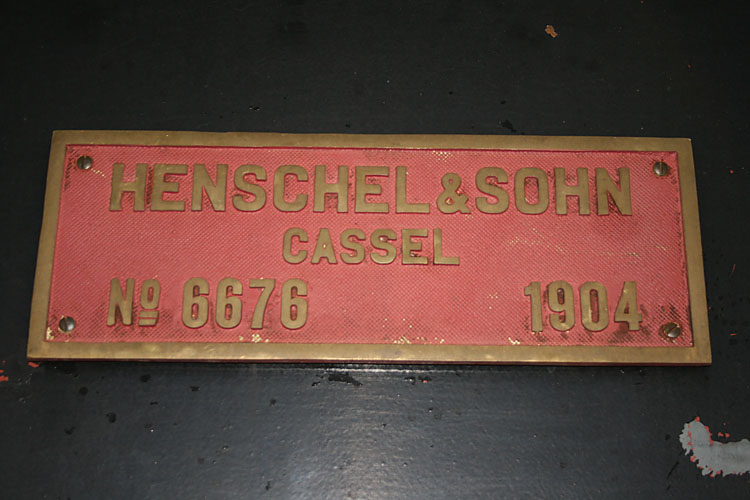 HENSCHEL & SOHN
CASSEL
No 6676 1904